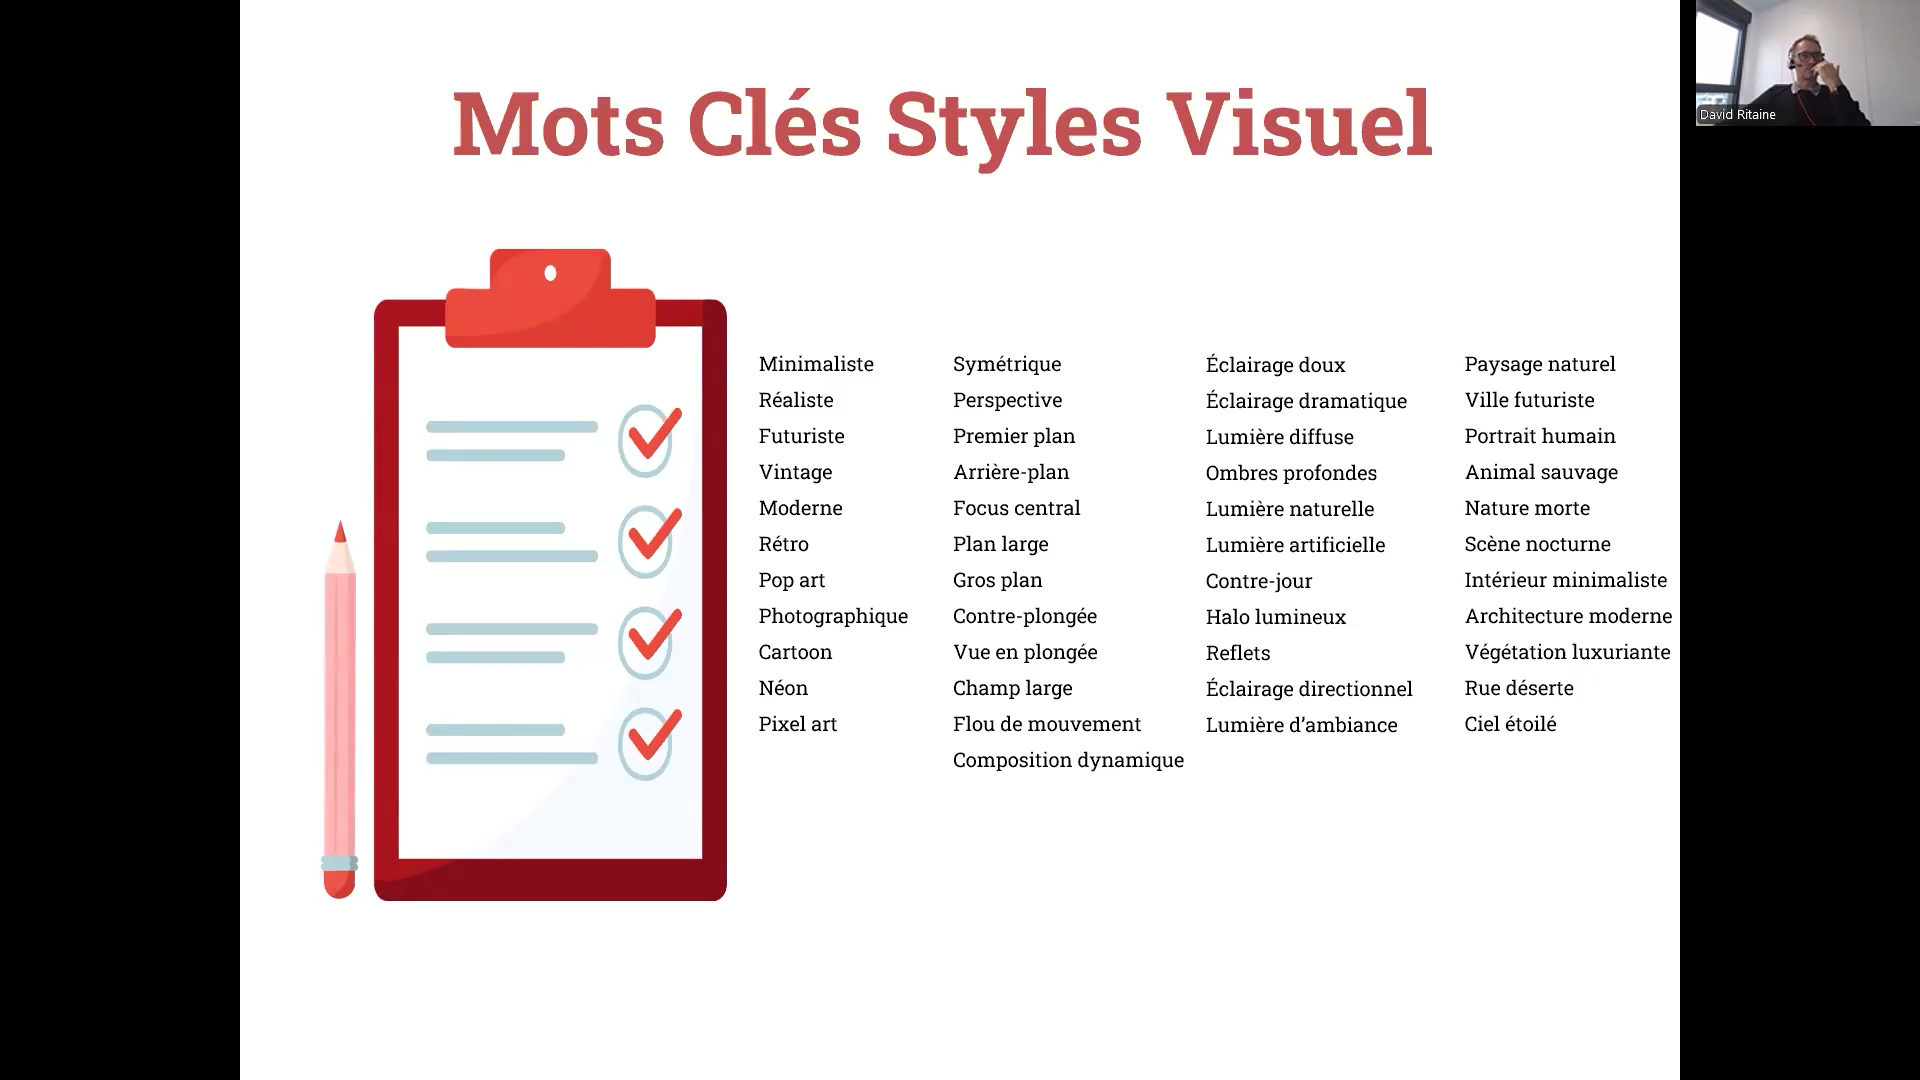 Mots Clés Styles Visuel
David Ritaine
Minimaliste
Réaliste
Futuriste
Vintage
Moderne
Rétro
Pop art
Photographique
Cartoon
Néon
Pixel art
Symétrique
Perspective
Premier plan
Arrière-plan
Focus central
Plan large
Gros plan
Contre-plongée
Vue en plongée
Champ large
Flou de mouvement
Composition dynamique
Éclairage doux
Éclairage dramatique
Lumière diffuse
Ombres profondes
Lumière naturelle
Lumière artificielle
Contre-jour
Halo lumineux
Reflets
Éclairage directionnel
Lumière d’ambiance
Paysage naturel
Ville futuriste
Portrait humain
Animal sauvage
Nature morte
Scène nocturne
Intérieur minimaliste
Architecture moderne
Végétation luxuriante
Rue déserte
Ciel étoilé